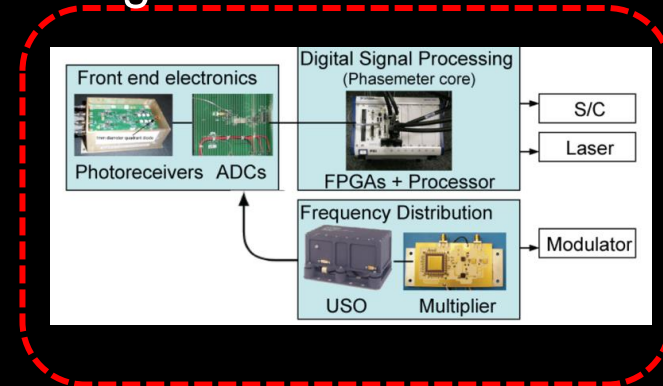 Front end electronics
Photoreceivers ADCs
Digital Signal Processing
(Phasemeter core)
FPGAs + Processor
S/C
Laser
Frequency Distribution
USO Multiplier
Modulator